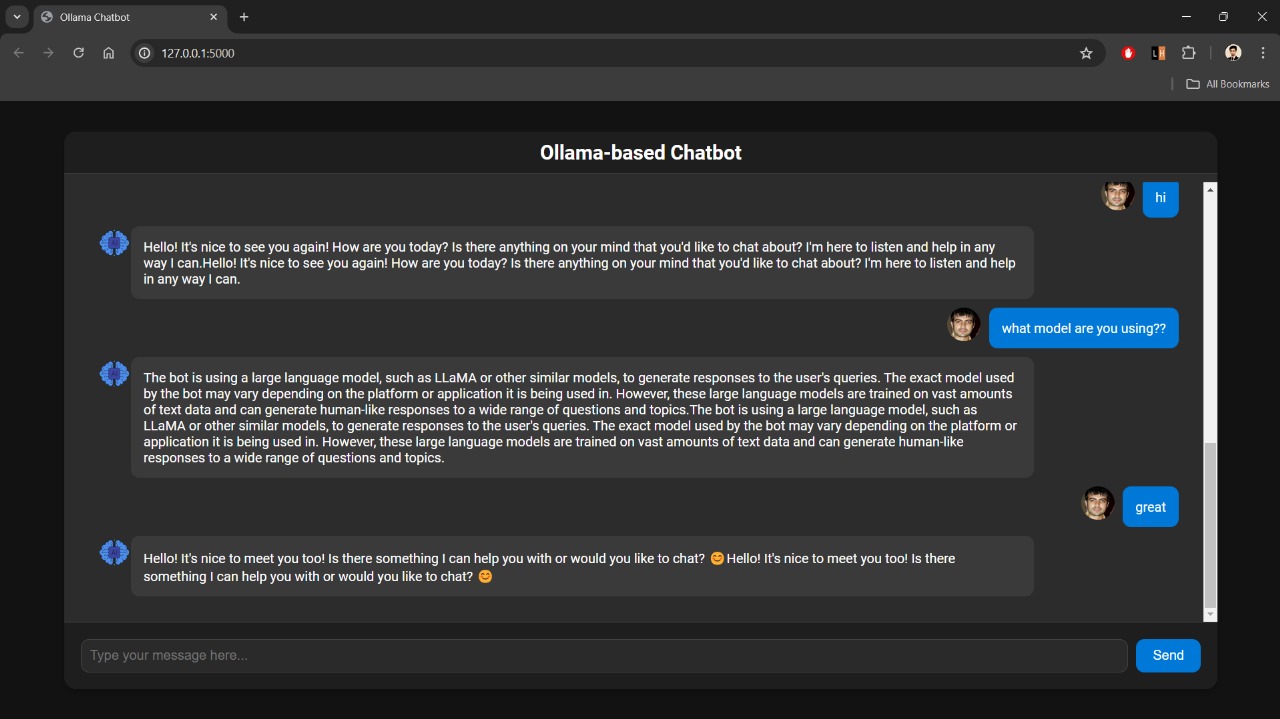 Ollama Chatbot
127.0.0.1:5000
All Bookmarks
Ollama-based Chatbot
hi
Hello! It's nice to see you again! How are you today? Is there anything on your mind that you'd like to chat about? I'm here to listen and help in any
way I can.Hello! It's nice to see you again! How are you today? Is there anything on your mind that you'd like to chat about? I'm here to listen and help
in any way I can.
what model are you using??
The bot is using a large language model, such as LLaMA or other similar models, to generate responses to the user's queries. The exact model used
by the bot may vary depending on the platform or application it is being used in. However, these large language models are trained on vast amounts
of text data and can generate human-like responses to a wide range of questions and topics.The bot is using a large language model, such as
LLaMA or other similar models, to generate responses to the user's queries. The exact model used by the bot may vary depending on the platform or
application it is being used in. However, these large language models are trained on vast amounts of text data and can generate human-like
responses to a wide range of questions and topics.
great
Hello! It's nice to meet you too! Is there something I can help you with or would you like to chat? 😊Hello! It's nice to meet you too! Is there
something I can help you with or would you like to chat? 😊
Type your message here...
Send